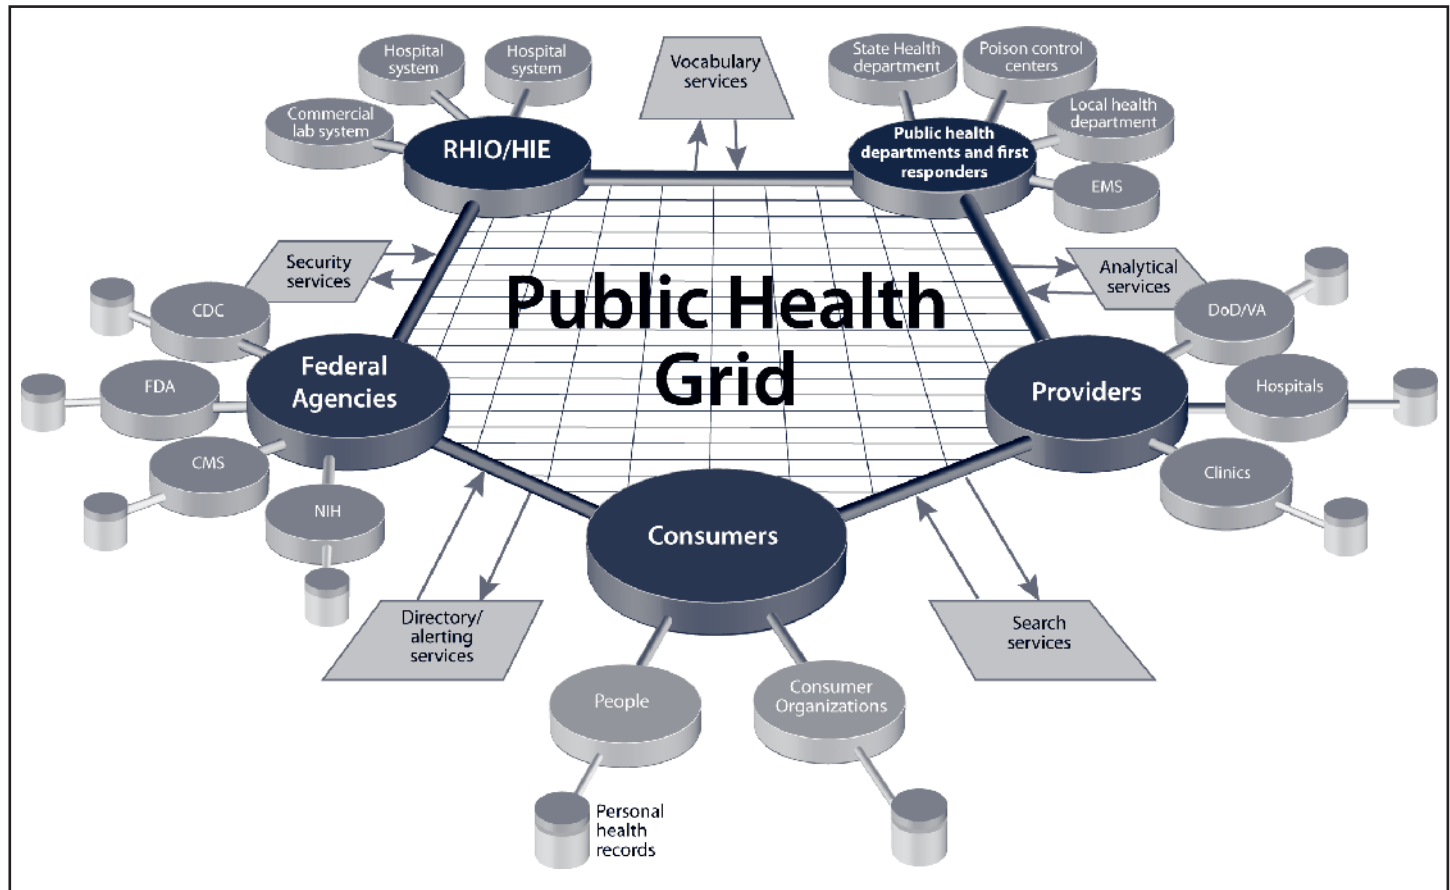 Hospital
system
Hospital
system
Commercial
lab system
RHIO/HIE
Vocabulary
services
State Health
department
Poison control
centers
Local health
department
Public health
departments and first
responders
EMS
Security
services
Analytical
services
Public Health
Grid
CDC
FDA
CMS
NIH
Federal
Agencies
DoD/VA
Hospitals
Clinics
Providers
Consumers
Directory/
alerting
services
Search
services
People
Consumer
Organizations
Personal
health
records